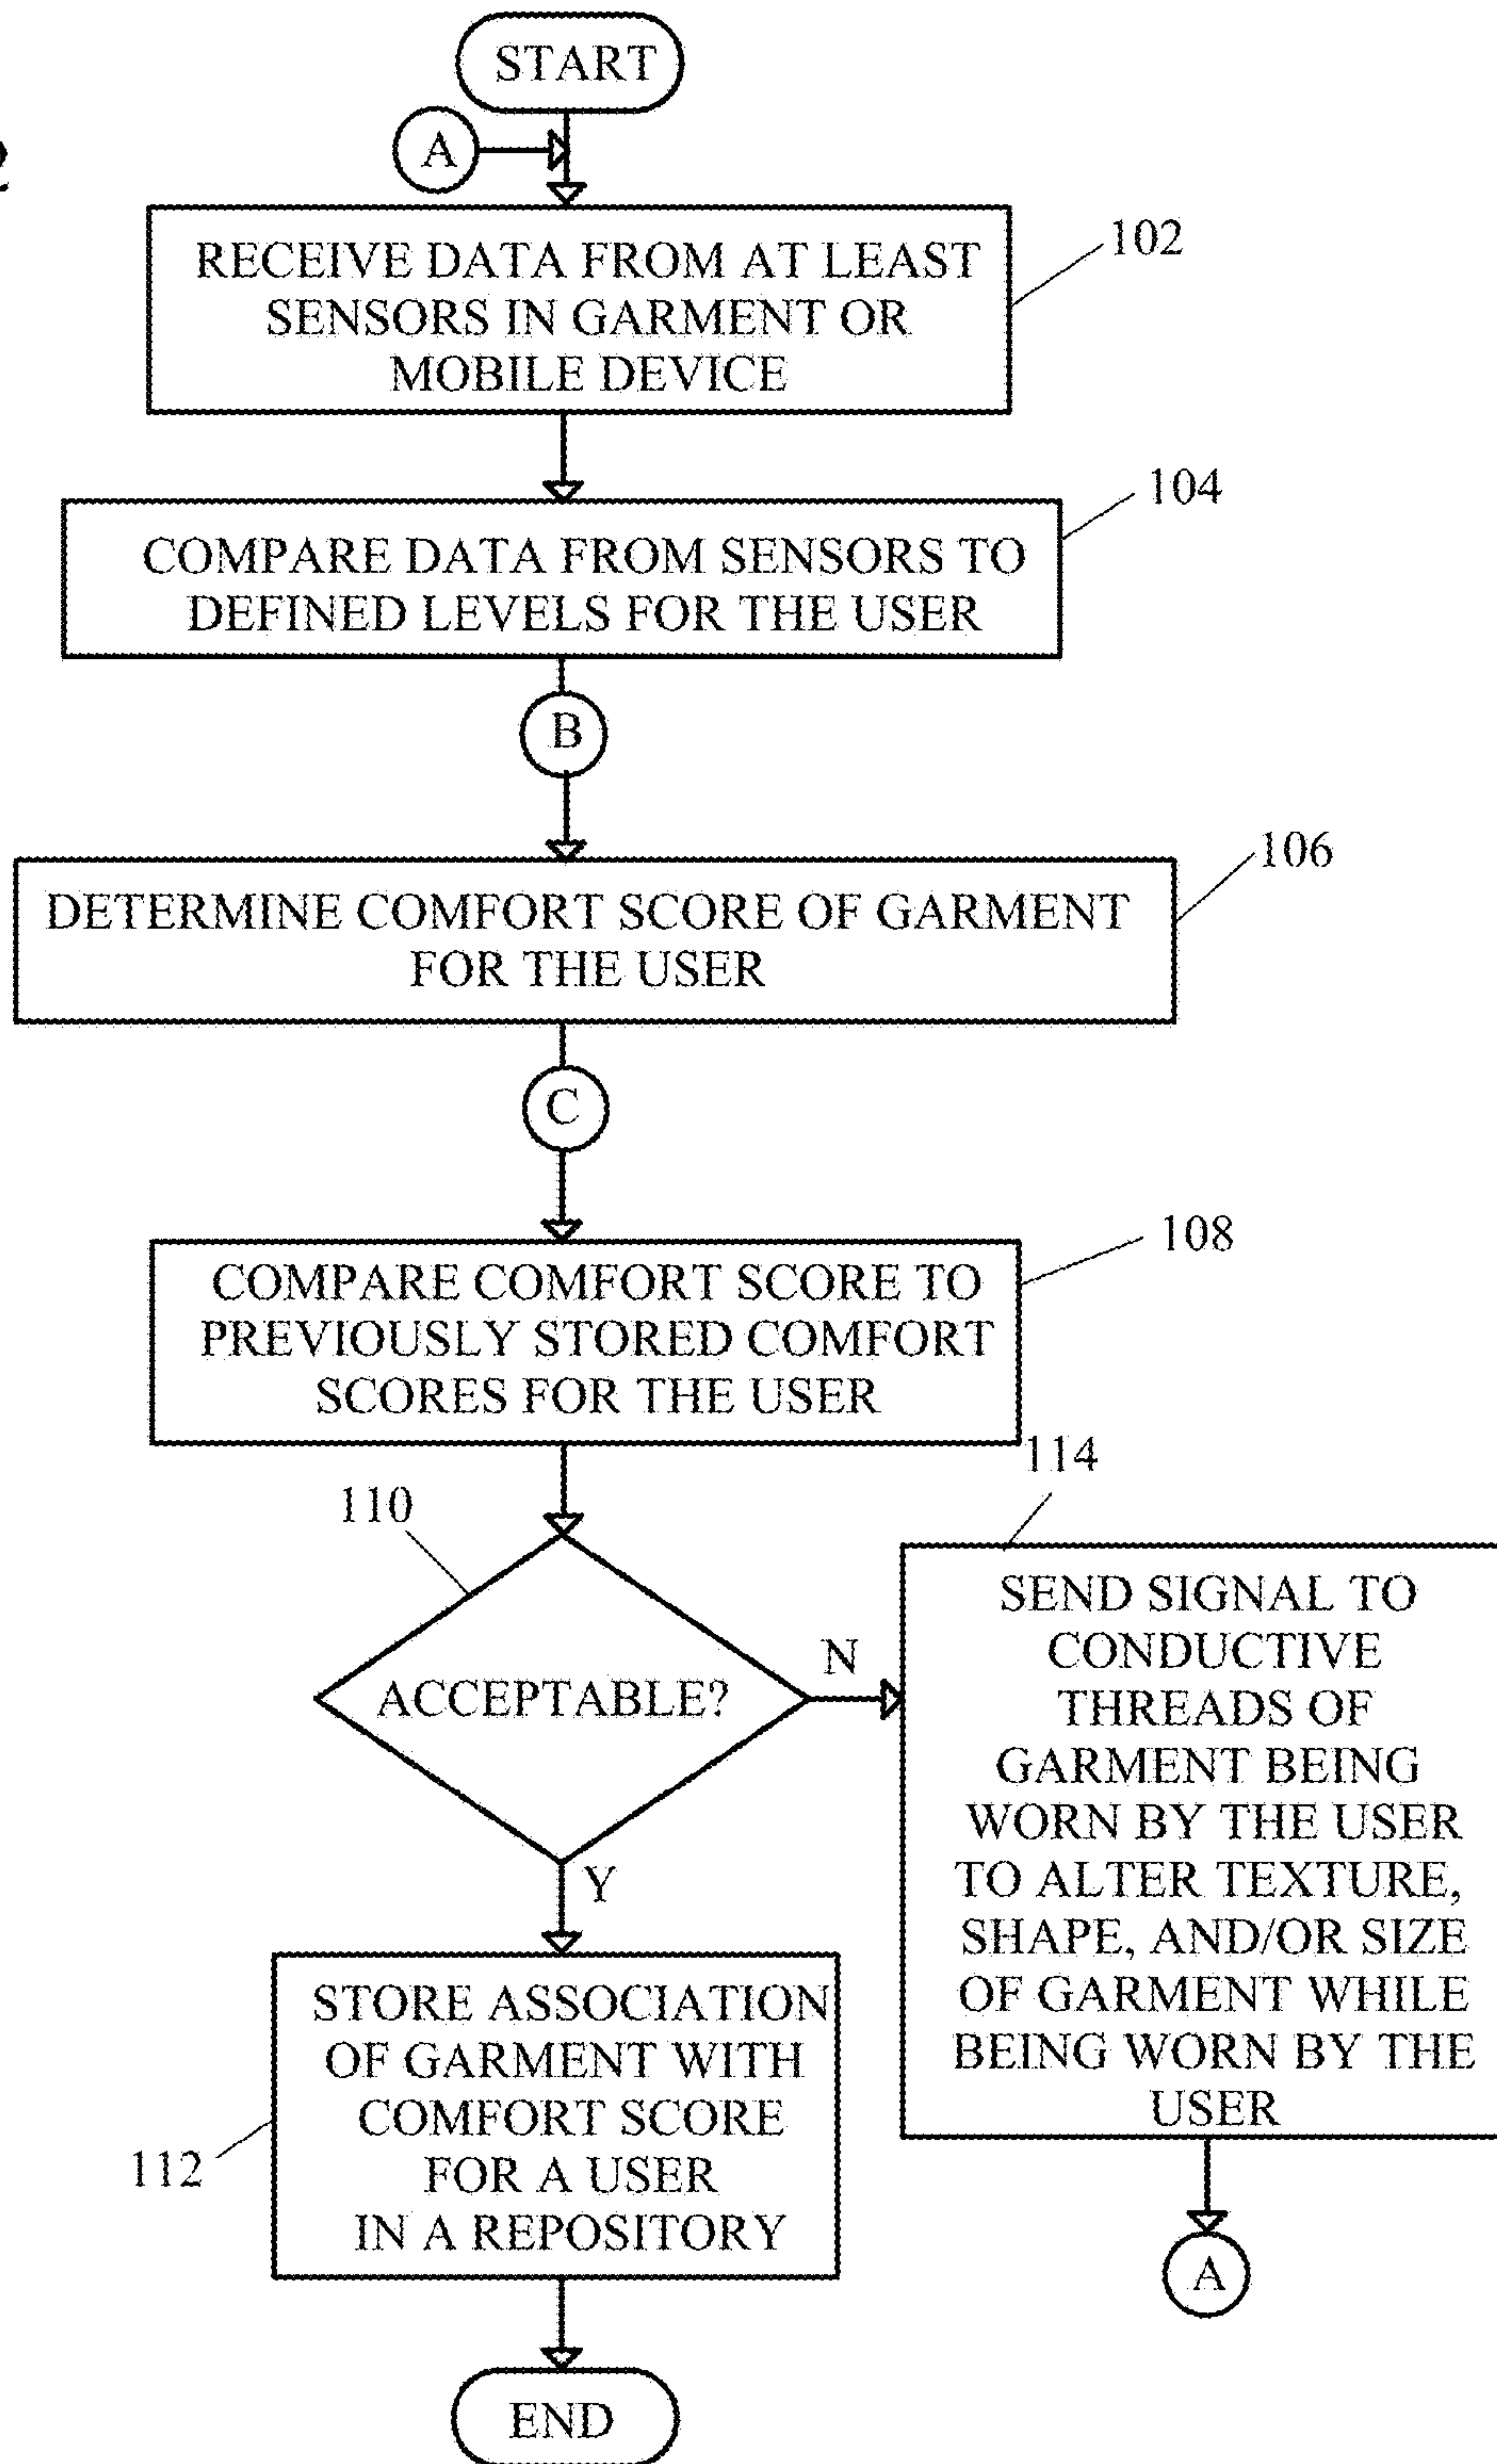 START
A
RECEIVE DATA FROM AT LEAST
SENSORS IN GARMENT OR
MOBILE DEVICE
102
COMPARE DATA FROM SENSORS TO
DEFINED LEVELS FOR THE USER
104
B
DETERMINE COMFORT SCORE OF GARMENT
FOR THE USER
106
C
COMPARE COMFORT SCORE TO
PREVIOUSLY STORED COMFORT
SCORES FOR THE USER
108
110
ACCEPTABLE?
N
Y
114
SEND SIGNAL TO
CONDUCTIVE
THREADS OF
GARMENT BEING
WORN BY THE USER
TO ALTER TEXTURE,
SHAPE, AND/OR SIZE
OF GARMENT WHILE
BEING WORN BY THE
USER
A
STORE ASSOCIATION
OF GARMENT WITH
COMFORT SCORE
FOR A USER
IN A REPOSITORY
112
END